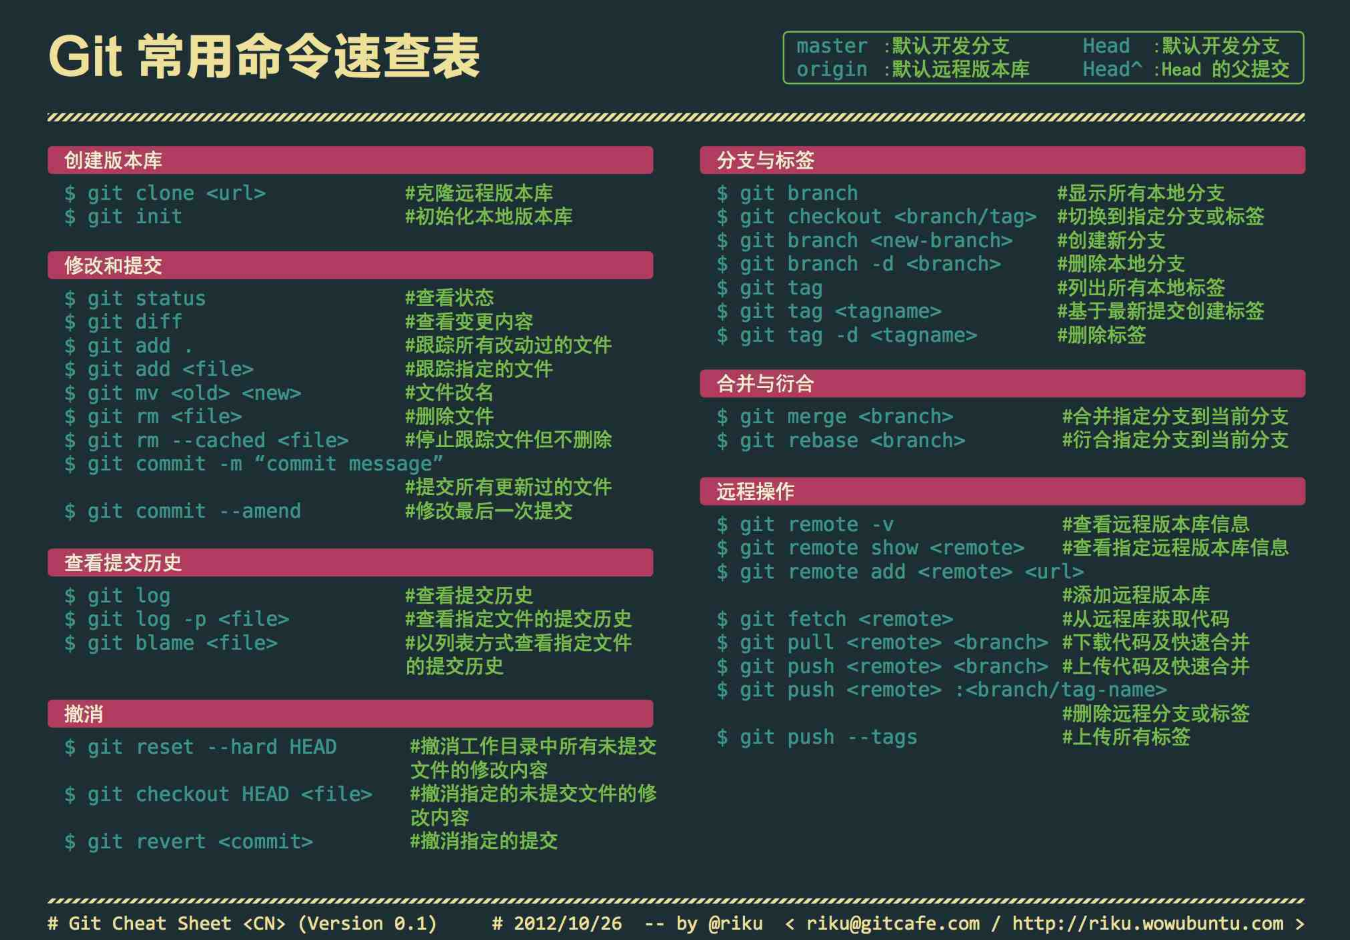 Git 常用命令速查表
master :默认开发分支 Head :默认开发分支
origin :默认远程版本库 Head^ :Head 的父提交
创建版本库
$ git clone <url> #克隆远程版本库
$ git init #初始化本地版本库
修改和提交
$ git status #查看状态
$ git diff #查看变更内容
$ git add . #跟踪所有改动过的文件
$ git add <file> #跟踪指定的文件
$ git mv <old> <new> #文件改名
$ git rm <file> #删除文件
$ git rm --cached <file> #停止跟踪文件但不删除
$ git commit -m “commit message”
#提交所有更新过的文件
$ git commit --amend #修改最后一次提交
查看提交历史
$ git log #查看提交历史
$ git log -p <file> #查看指定文件的提交历史
$ git blame <file> #以列表方式查看指定文件
的提交历史
撤消
$ git reset --hard HEAD #撤消工作目录中所有未提交
文件的修改内容
$ git checkout HEAD <file> #撤消指定的未提交文件的修
改内容
$ git revert <commit> #撤消指定的提交
分支与标签
$ git branch #显示所有本地分支
$ git checkout <branch/tag> #切换到指定分支或标签
$ git branch <new-branch> #创建新分支
$ git branch -d <branch> #删除本地分支
$ git tag #列出所有本地标签
$ git tag <tagname> #基于最新提交创建标签
$ git tag -d <tagname> #删除标签
合并与衍合
$ git merge <branch> #合并指定分支到当前分支
$ git rebase <branch> #衍合指定分支到当前分支
远程操作
$ git remote -v #查看远程版本库信息
$ git remote show <remote> #查看指定远程版本库信息
$ git remote add <remote> <url>
#添加远程版本库
$ git fetch <remote> #从远程库获取代码
$ git pull <remote> <branch> #下载代码及快速合并
$ git push <remote> <branch> #上传代码及快速合并
$ git push <remote> :<branch/tag-name>
#删除远程分支或标签
$ git push --tags #上传所有标签
# Git Cheat Sheet <CN> (Version 0.1) # 2012/10/26 -- by @riku < riku@gitcafe.com / http://riku.wowubuntu.com >